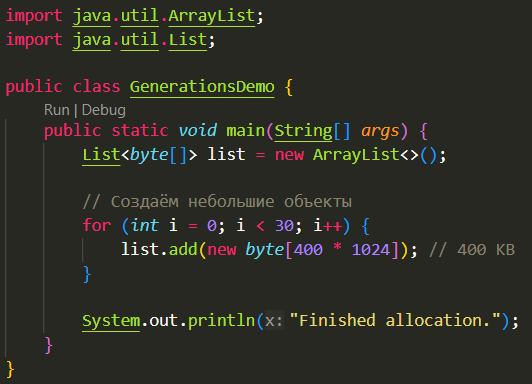 import java.util.ArrayList;
import java.util.List;
public class GenerationsDemo {
Run | Debug
public static void main(String[] args) {
List<byte[]> list = new ArrayList<>();
// Создаём небольшие объекты
for (int i = 0; i < 30; i++) {
list.add(new byte[400 * 1024]); // 400 KB
}
System.out.println(x: "Finished allocation.");
}
}